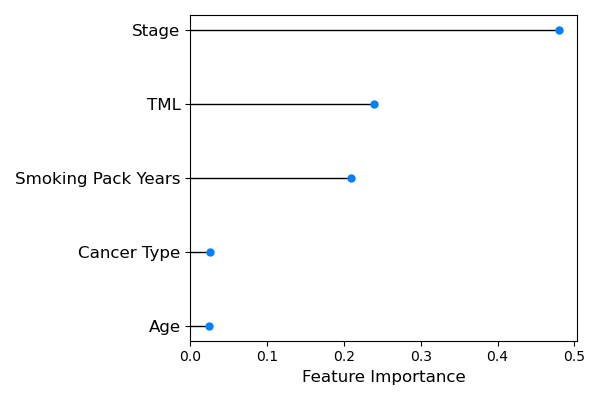 Stage
TML
Smoking Pack Years
Cancer Type
Age
0.0 0.1 0.2 0.3 0.4 0.5
Feature Importance